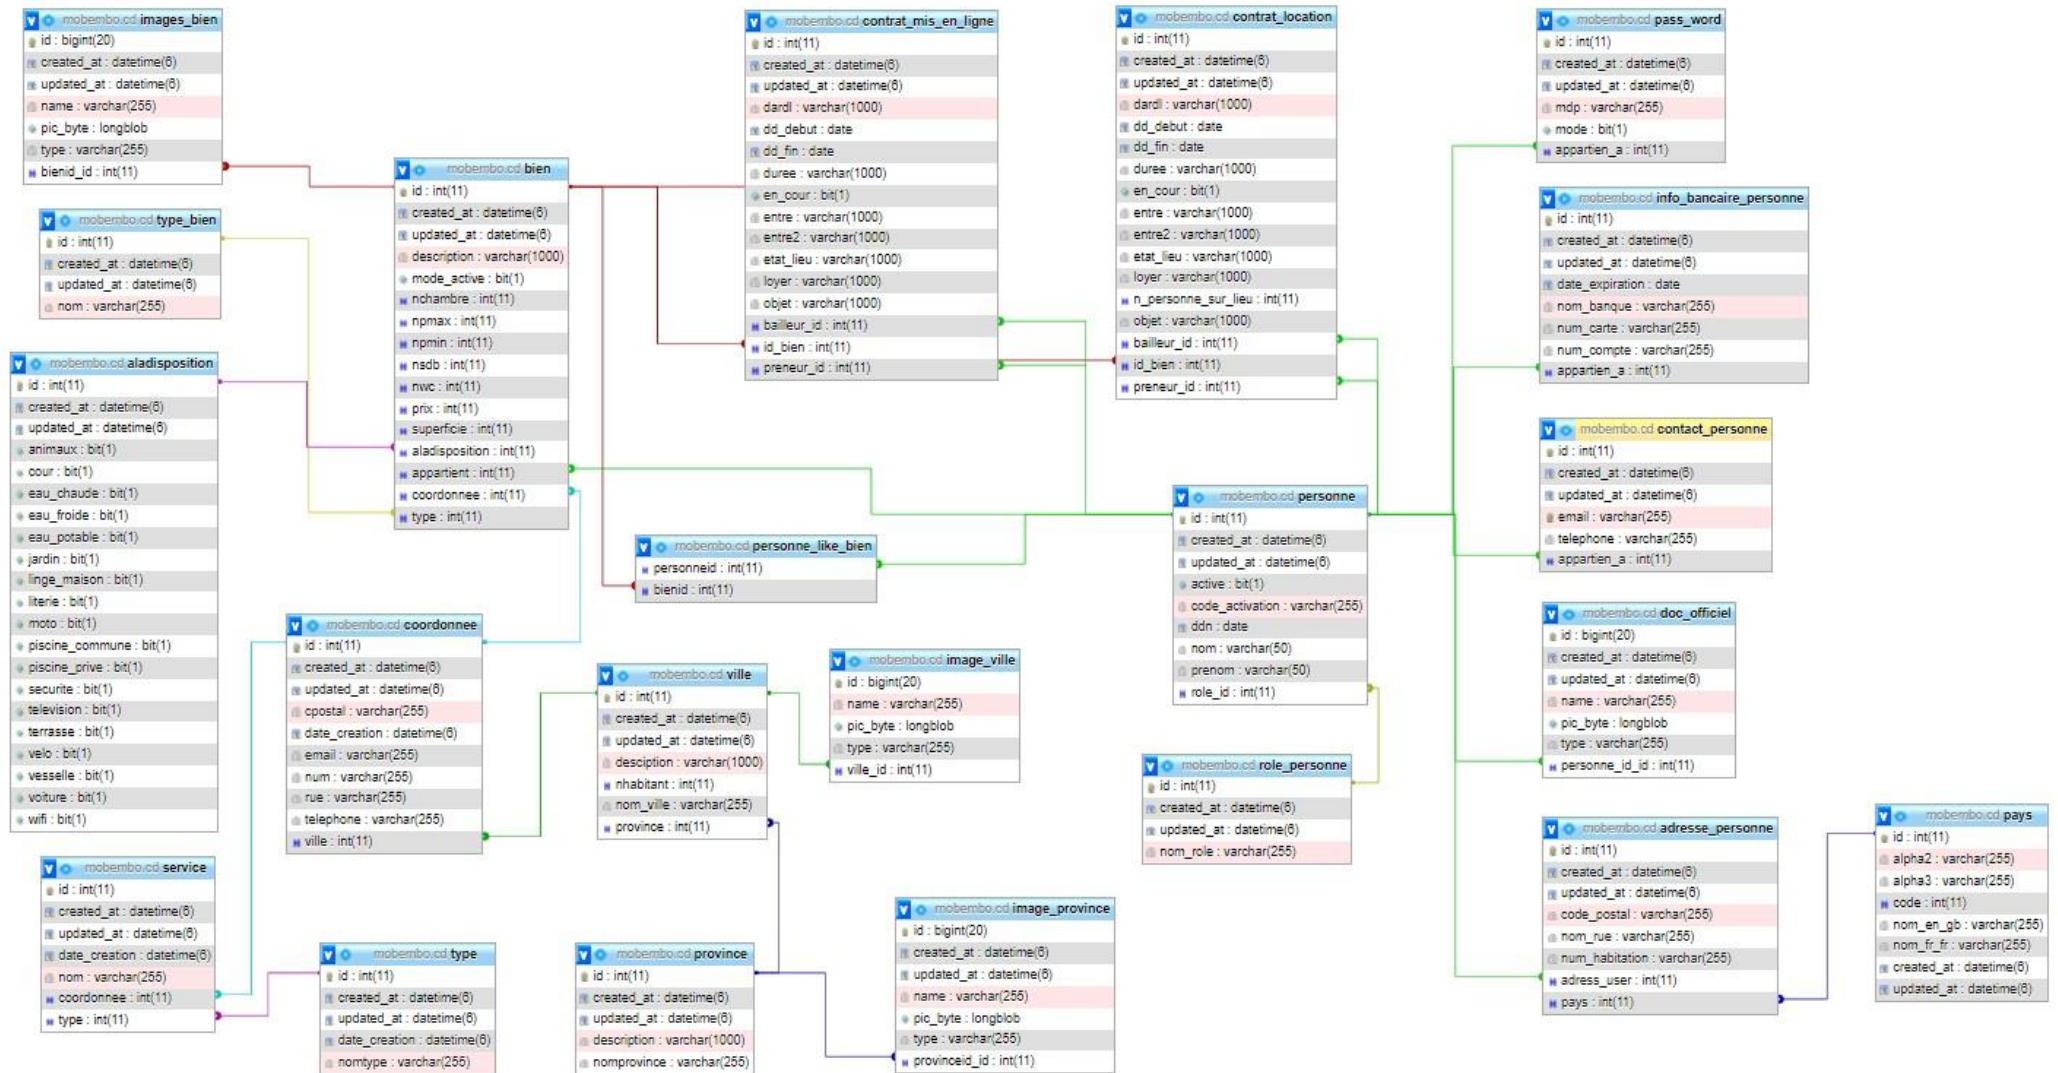 mobembo.cd images_bien
id : bigint(20)
created_at : datetime(6)
updated_at : datetime(6)
name : varchar(255)
pic_byte : longblob
type : varchar(255)
bienid_id : int(11)
mobembo.cd type_bien
id : int(11)
created_at : datetime(6)
updated_at : datetime(6)
nom : varchar(255)
mobembo.cd aladisposition
id : int(11)
created_at : datetime(6)
updated_at : datetime(6)
animaux : bit(1)
cour : bit(1)
eau_chaude : bit(1)
eau_froide : bit(1)
eau_potable : bit(1)
jardin : bit(1)
linge_maison : bit(1)
literie : bit(1)
moto : bit(1)
piscine_commune : bit(1)
piscine_prive : bit(1)
securite : bit(1)
television : bit(1)
terrasse : bit(1)
velo : bit(1)
vesselle : bit(1)
voiture : bit(1)
wifi : bit(1)
mobembo.cd service
id : int(11)
created_at : datetime(6)
updated_at : datetime(6)
date_creation : datetime(6)
nom : varchar(255)
coordonnee : int(11)
type : int(11)
mobembo.cd bien
id : int(11)
created_at : datetime(6)
updated_at : datetime(6)
description : varchar(1000)
mode_active : bit(1)
nchambre : int(11)
npmax : int(11)
npmin : int(11)
nsdb : int(11)
nwc : int(11)
prix : int(11)
superficie : int(11)
aladisposition : int(11)
appartient : int(11)
coordonnee : int(11)
type : int(11)
mobembo.cd coordonnee
id : int(11)
created_at : datetime(6)
updated_at : datetime(6)
cpostal : varchar(255)
date_creation : datetime(6)
email : varchar(255)
num : varchar(255)
rue : varchar(255)
telephone : varchar(255)
ville : int(11)
mobembo.cd type
id : int(11)
created_at : datetime(6)
updated_at : datetime(6)
date_creation : datetime(6)
nomtype : varchar(255)
mobembo.cd contrat_mis_en_ligne
id : int(11)
created_at : datetime(6)
updated_at : datetime(6)
dardl : varchar(1000)
dd_debut : date
dd_fin : date
duree : varchar(1000)
en_cour : bit(1)
entre : varchar(1000)
entre2 : varchar(1000)
etat_lieu : varchar(1000)
loyer : varchar(1000)
objet : varchar(1000)
bailleur_id : int(11)
id_bien : int(11)
preneur_id : int(11)
mobembo.cd personne_like_bien
personneid : int(11)
bienid : int(11)
mobembo.cd ville
id : int(11)
created_at : datetime(6)
updated_at : datetime(6)
desciption : varchar(1000)
nhabitant : int(11)
nom_ville : varchar(255)
province : int(11)
mobembo.cd image_ville
id : bigint(20)
name : varchar(255)
pic_byte : longblob
type : varchar(255)
ville_id : int(11)
mobembo.cd province
id : int(11)
created_at : datetime(6)
updated_at : datetime(6)
description : varchar(1000)
nomprovince : varchar(255)
mobembo.cd image_province
id : bigint(20)
created_at : datetime(6)
updated_at : datetime(6)
name : varchar(255)
pic_byte : longblob
type : varchar(255)
provinceid_id : int(11)
mobembo.cd contrat_location
id : int(11)
created_at : datetime(6)
updated_at : datetime(6)
dardl : varchar(1000)
dd_debut : date
dd_fin : date
duree : varchar(1000)
en_cour : bit(1)
entre : varchar(1000)
entre2 : varchar(1000)
etat_lieu : varchar(1000)
loyer : varchar(1000)
n_personne_sur_lieu : int(11)
objet : varchar(1000)
bailleur_id : int(11)
id_bien : int(11)
preneur_id : int(11)
mobembo.cd personne
id : int(11)
created_at : datetime(6)
updated_at : datetime(6)
active : bit(1)
code_activation : varchar(255)
ddn : date
nom : varchar(50)
prenom : varchar(50)
role_id : int(11)
mobembo.cd role_personne
id : int(11)
created_at : datetime(6)
updated_at : datetime(6)
nom_role : varchar(255)
mobembo.cd pass_word
id : int(11)
created_at : datetime(6)
updated_at : datetime(6)
mdp : varchar(255)
mode : bit(1)
appartien_a : int(11)
mobembo.cd info_bancaire_personne
id : int(11)
created_at : datetime(6)
updated_at : datetime(6)
date_expiration : date
nom_banque : varchar(255)
num_carte : varchar(255)
num_compte : varchar(255)
appartien_a : int(11)
mobembo.cd contact_personne
id : int(11)
created_at : datetime(6)
updated_at : datetime(6)
email : varchar(255)
telephone : varchar(255)
appartien_a : int(11)
mobembo.cd doc_officiel
id : bigint(20)
created_at : datetime(6)
updated_at : datetime(6)
name : varchar(255)
pic_byte : longblob
type : varchar(255)
personne_id_id : int(11)
mobembo.cd adresse_personne
id : int(11)
created_at : datetime(6)
updated_at : datetime(6)
code_postal : varchar(255)
nom_rue : varchar(255)
num_habitation : varchar(255)
adress_user : int(11)
pays : int(11)
mobembo.cd pays
id : int(11)
alpha2 : varchar(255)
alpha3 : varchar(255)
code : int(11)
nom_en_gb : varchar(255)
nom_fr_fr : varchar(255)
created_at : datetime(6)
updated_at : datetime(6)